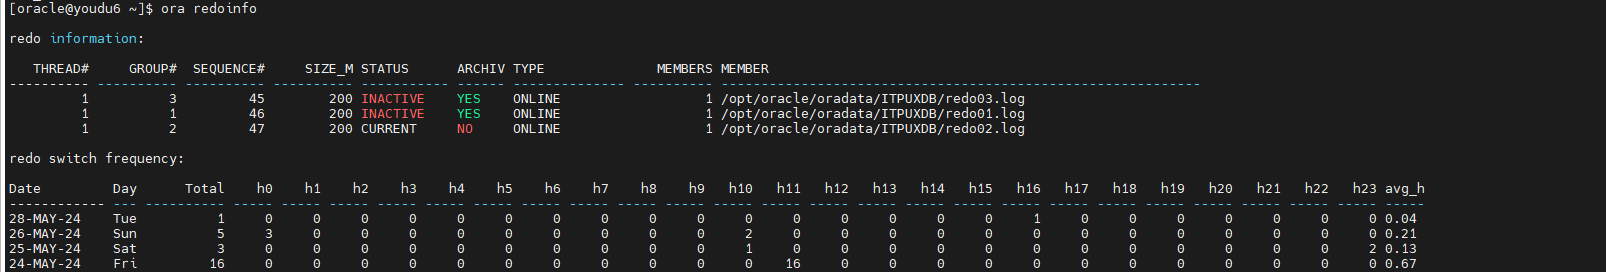 [oracle@youdu6 ~]$ ora redoinfo
redo information:
   THREAD#     GROUP#  SEQUENCE#     SIZE_M STATUS      ARCHIV TYPE              MEMBERS MEMBER
---------- ---------- ---------- ---------- ----------- ------ -------------- ---------- ------------------------------------------------------------
         1          3         45        200 INACTIVE    YES    ONLINE                  1 /opt/oracle/oradata/ITPUXDB/redo03.log
         1          1         46        200 INACTIVE    YES    ONLINE                  1 /opt/oracle/oradata/ITPUXDB/redo01.log
         1          2         47        200 CURRENT     NO     ONLINE                  1 /opt/oracle/oradata/ITPUXDB/redo02.log
redo switch frequency:
Date         Day      Total    h0    h1    h2    h3    h4    h5    h6    h7    h8    h9   h10   h11   h12   h13   h14   h15   h16   h17   h18   h19   h20   h21   h22   h23 avg_h
------------ --- ---------- ----- ----- ----- ----- ----- ----- ----- ----- ----- ----- ----- ----- ----- ----- ----- ----- ----- ----- ----- ----- ----- ----- ----- ----- -----
28-MAY-24    Tue          1     0     0     0     0     0     0     0     0     0     0     0     0     0     0     0     0     1     0     0     0     0     0     0     0 0.04
26-MAY-24    Sun          5     3     0     0     0     0     0     0     0     0     0     2     0     0     0     0     0     0     0     0     0     0     0     0     0 0.21
25-MAY-24    Sat          3     0     0     0     0     0     0     0     0     0     0     1     0     0     0     0     0     0     0     0     0     0     0     0     2 0.13
24-MAY-24    Fri         16     0     0     0     0     0     0     0     0     0     0     0    16     0     0     0     0     0     0     0     0     0     0     0     0 0.67